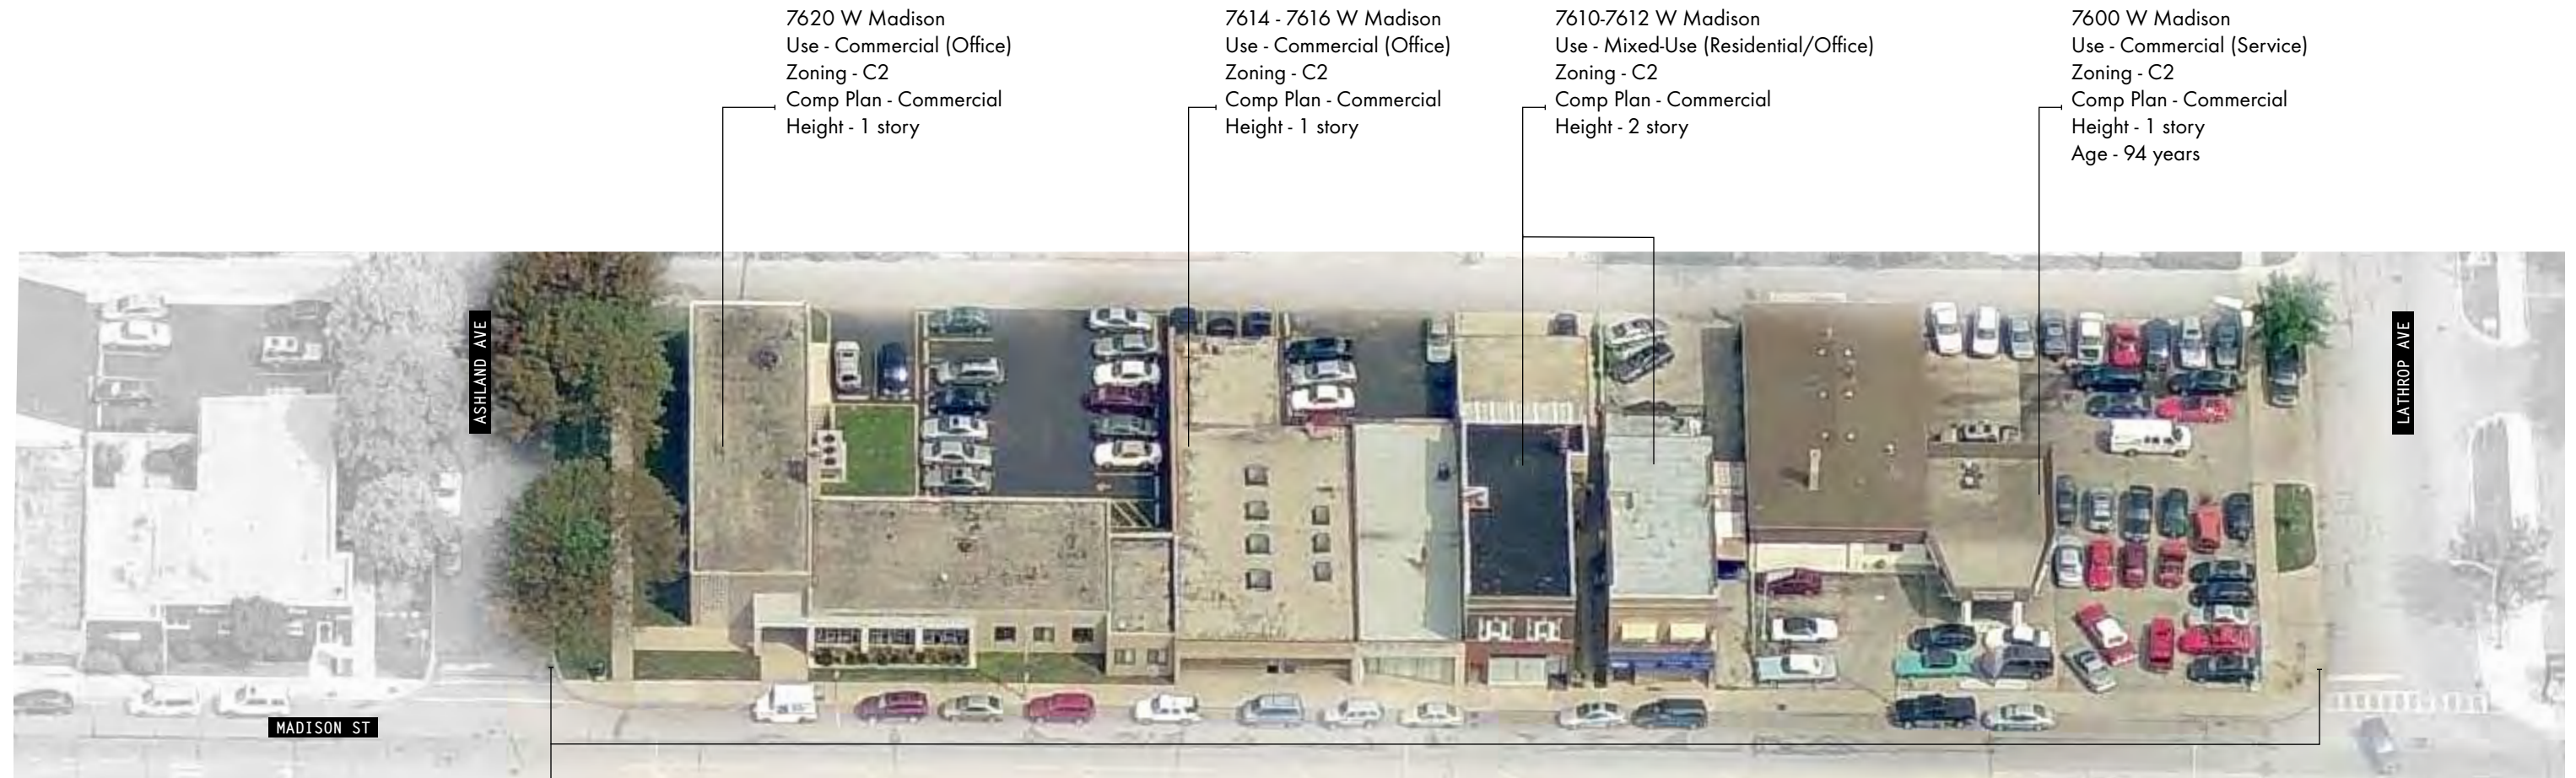 7620 W Madison
Use - Commercial (Office)
Zoning - C2
Comp Plan - Commercial
Height - 1 story
7614 - 7616 W Madison
Use - Commercial (Office)
Zoning - C2
Comp Plan - Commercial
Height - 1 story
7610-7612 W Madison
Use - Mixed-Use (Residential/Office)
Zoning - C2
Comp Plan - Commercial
Height - 2 story
7600 W Madison
Use - Commercial (Service)
Zoning - C2
Comp Plan - Commercial
Height - 1 story
Age - 94 years
ASHLAND AVE
LATHROP AVE
MADISON ST